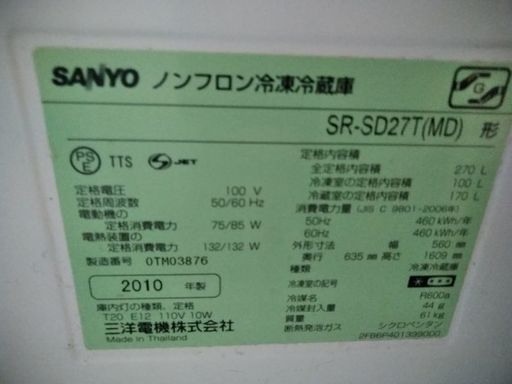 SANYO ノンフロン冷凍冷蔵庫
G
SR-SD27T(MD) 形
PSE TTS S-JET
定格電圧 100 V
定格周波数 50/60 Hz
電動機の
定格消費電力 75/85 W
電熱装置の
定格消費電力 132/132 W
製造番号 0TM03876
2010 年製
庫内灯の種類、定格
T20 E12 110V 10W
三洋電機株式会社
Made in Thailand
定格内容積
全定格内容積 270 L
冷凍室の定格内容積 100 L
冷蔵室の定格内容積 170 L
消費電力量 (JIS C 9801-2006年)
50Hz 460 kWh/年
60Hz 460 kWh/年
外形寸法 幅 560 mm
奥行 635 mm 高さ 1609 mm
種類 冷凍冷蔵庫
冷凍室の記号
冷媒名 R600a
冷媒封入量 44 g
質量 61 kg
断熱発泡ガス シクロペンタン
2FB6P401399000